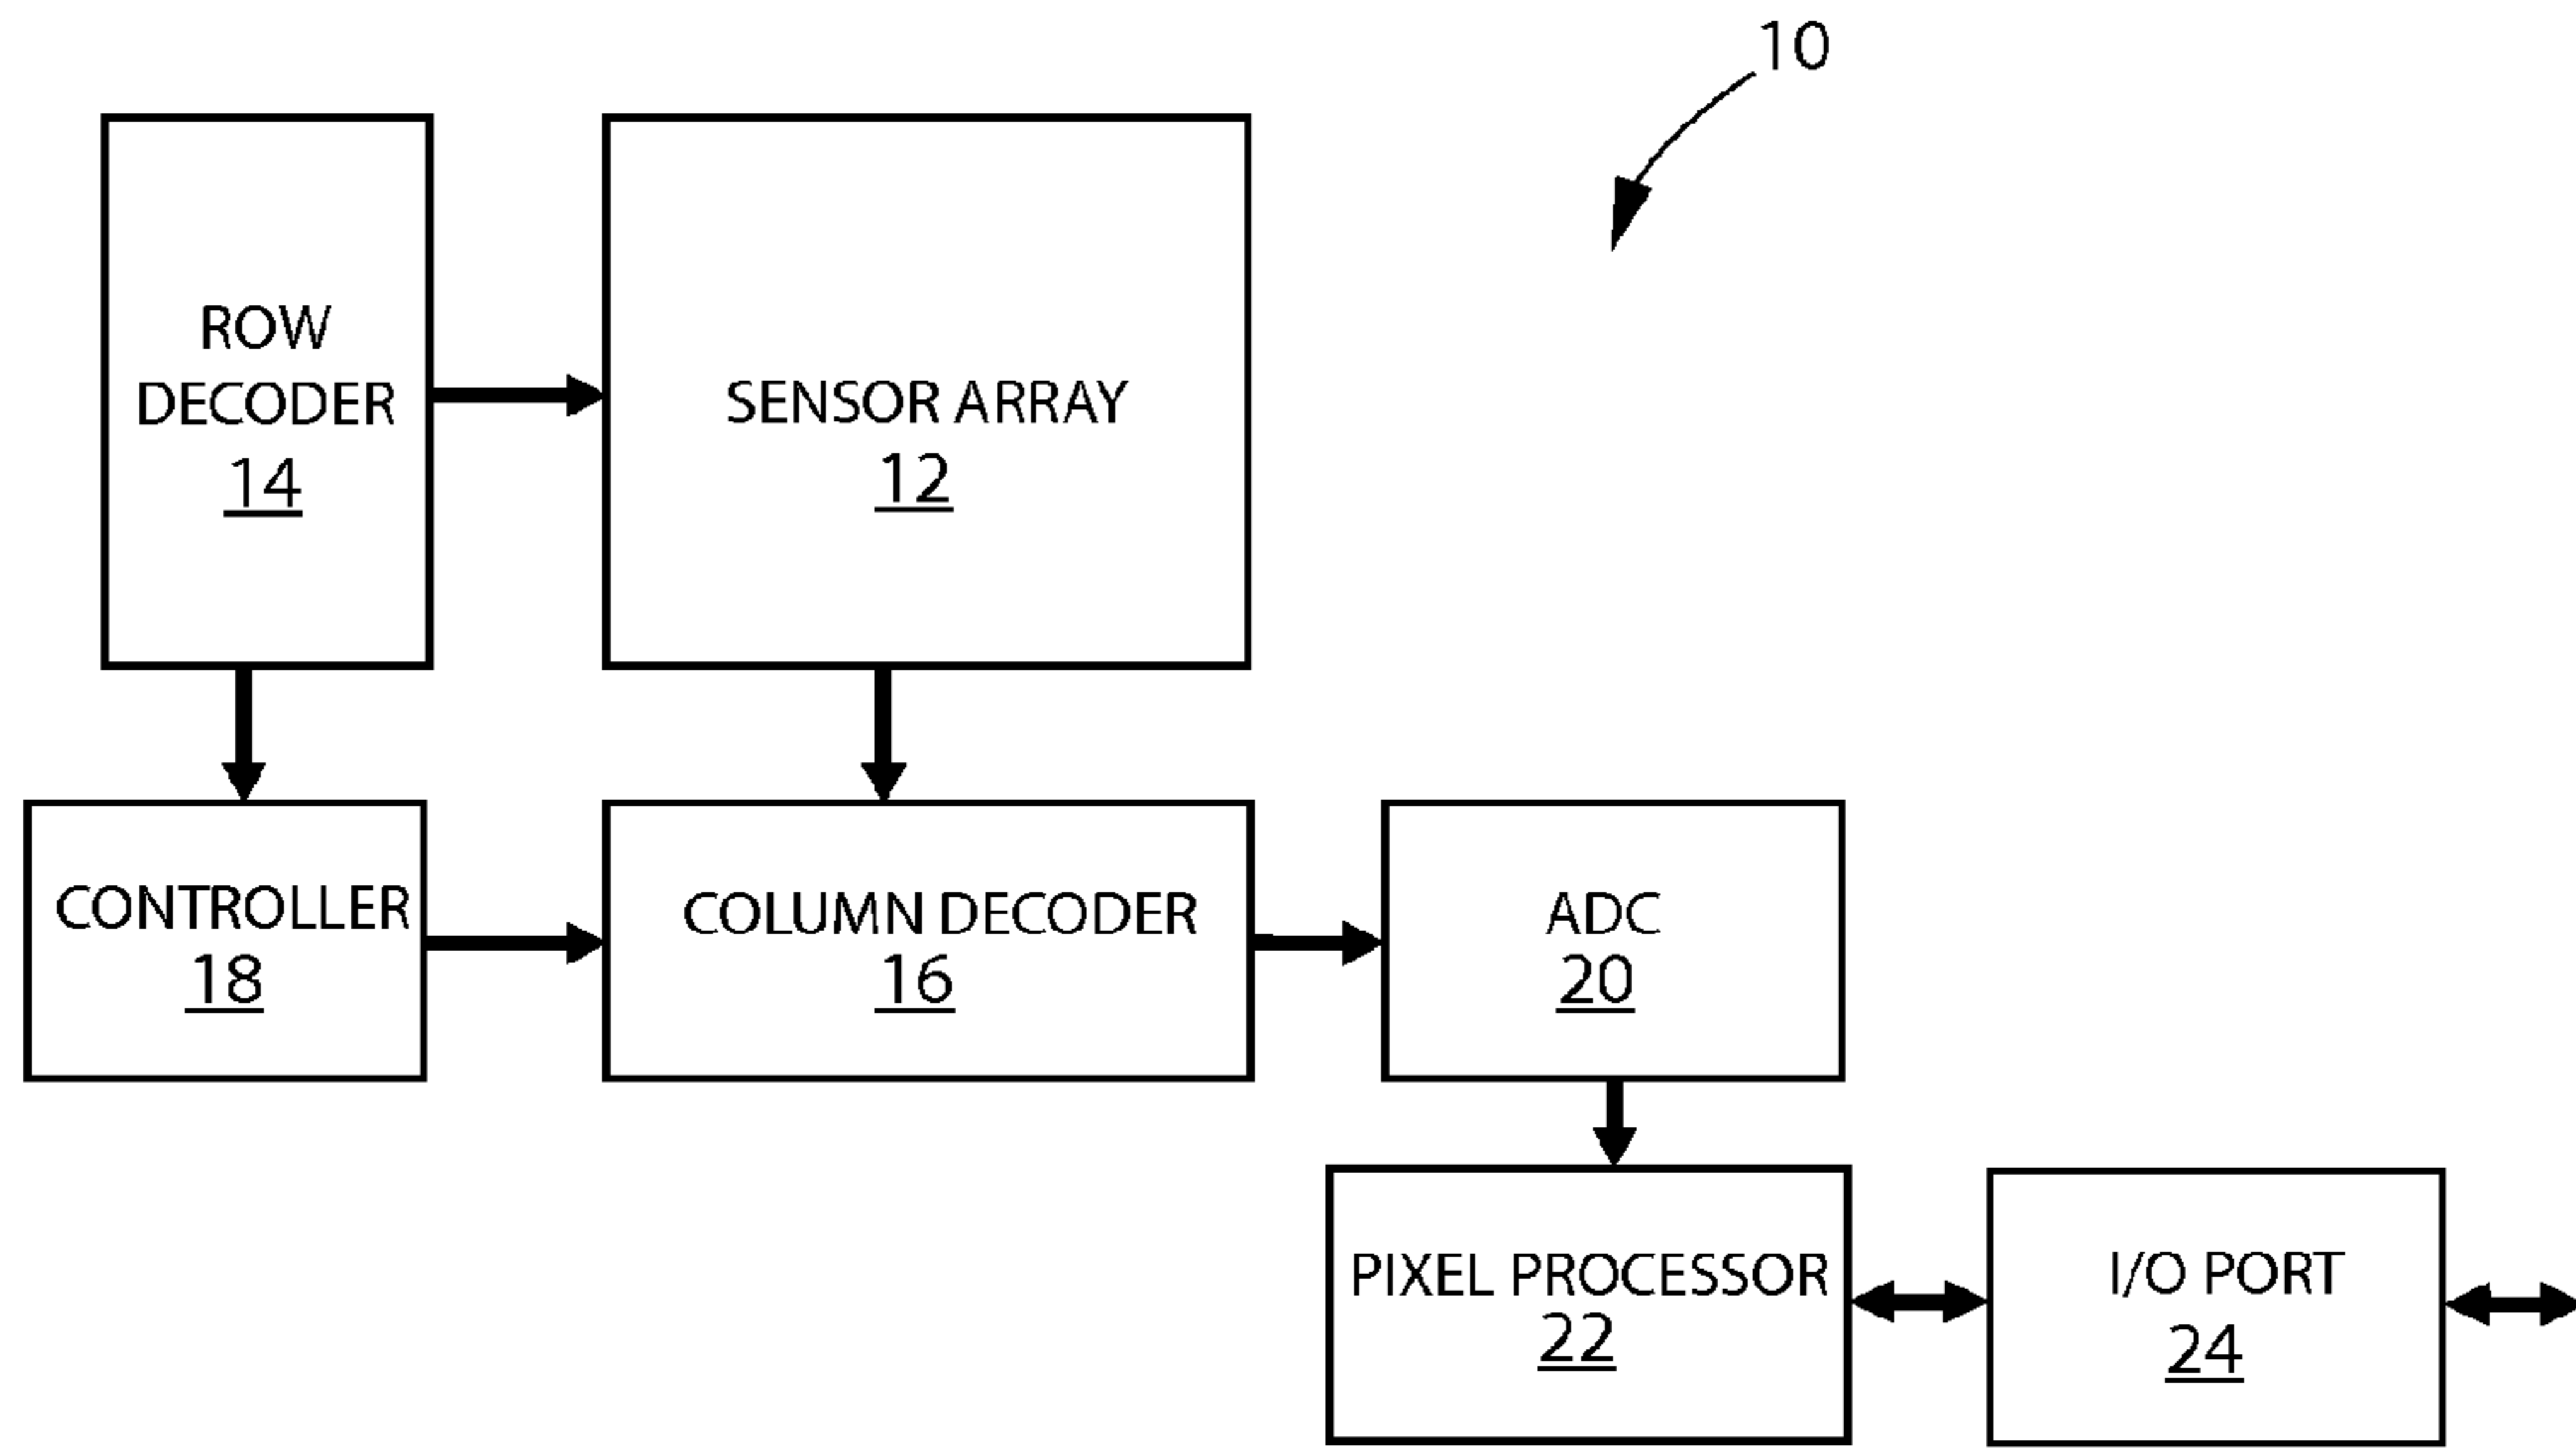 10
ROW
DECODER
14
SENSOR ARRAY
12
CONTROLLER
18
COLUMN DECODER
16
ADC
20
PIXEL PROCESSOR
22
I/O PORT
24